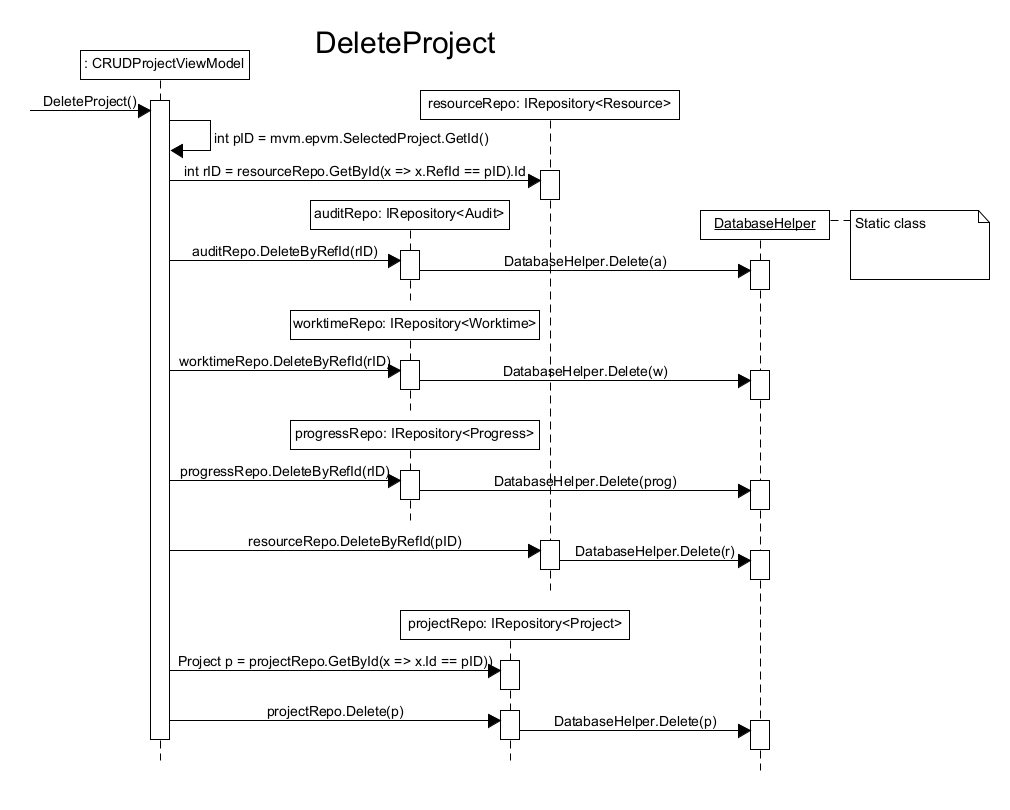 DeleteProject
: CRUDProjectViewModel
DeleteProject()
resourceRepo: IRepository<Resource>
int pID = mvm.epvm.SelectedProject.GetId()
int rID = resourceRepo.GetById(x => x.RefId == pID).Id
auditRepo: IRepository<Audit>
DatabaseHelper
Static class
auditRepo.DeleteByRefId(rID)
DatabaseHelper.Delete(a)
worktimeRepo: IRepository<Worktime>
worktimeRepo.DeleteByRefId(rID)
DatabaseHelper.Delete(w)
progressRepo: IRepository<Progress>
progressRepo.DeleteByRefId(rID)
DatabaseHelper.Delete(prog)
resourceRepo.DeleteByRefId(pID)
DatabaseHelper.Delete(r)
projectRepo: IRepository<Project>
Project p = projectRepo.GetById(x => x.Id == pID))
projectRepo.Delete(p)
DatabaseHelper.Delete(p)